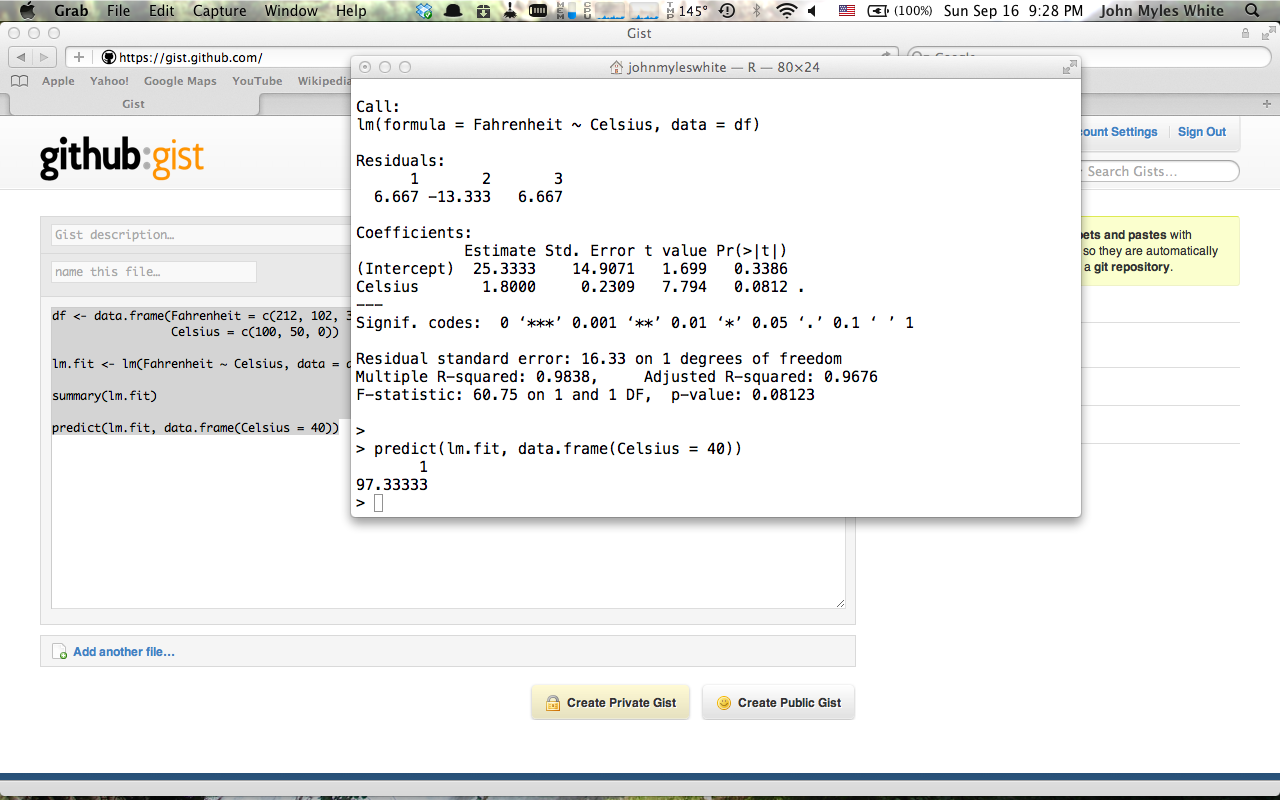 Grab File Edit Capture Window Help 145° (100%) Sun Sep 16 9:28 PM John Myles White
Gist
https://gist.github.com/
Google
Apple Yahoo! Google Maps YouTube Wikipedia
Gist
github:gist
count Settings Sign Out
Search Gists…
Gist description…
name this file…
df <- data.frame(Fahrenheit = c(212, 102, 3
Celsius = c(100, 50, 0))
lm.fit <- lm(Fahrenheit ~ Celsius, data = d
summary(lm.fit)
predict(lm.fit, data.frame(Celsius = 40))
johnmyleswhite — R — 80×24
Call:
lm(formula = Fahrenheit ~ Celsius, data = df)
Residuals:
1 2 3
6.667 -13.333 6.667
Coefficients:
Estimate Std. Error t value Pr(>|t|)
(Intercept) 25.3333 14.9071 1.699 0.3386
Celsius 1.8000 0.2309 7.794 0.0812 .
---
Signif. codes: 0 ‘***’ 0.001 ‘**’ 0.01 ‘*’ 0.05 ‘.’ 0.1 ‘ ’ 1
Residual standard error: 16.33 on 1 degrees of freedom
Multiple R-squared: 0.9838, Adjusted R-squared: 0.9676
F-statistic: 60.75 on 1 and 1 DF, p-value: 0.08123
>
> predict(lm.fit, data.frame(Celsius = 40))
1
97.33333
>
pets and pastes with
so they are automatically
a git repository.
Add another file…
Create Private Gist
Create Public Gist